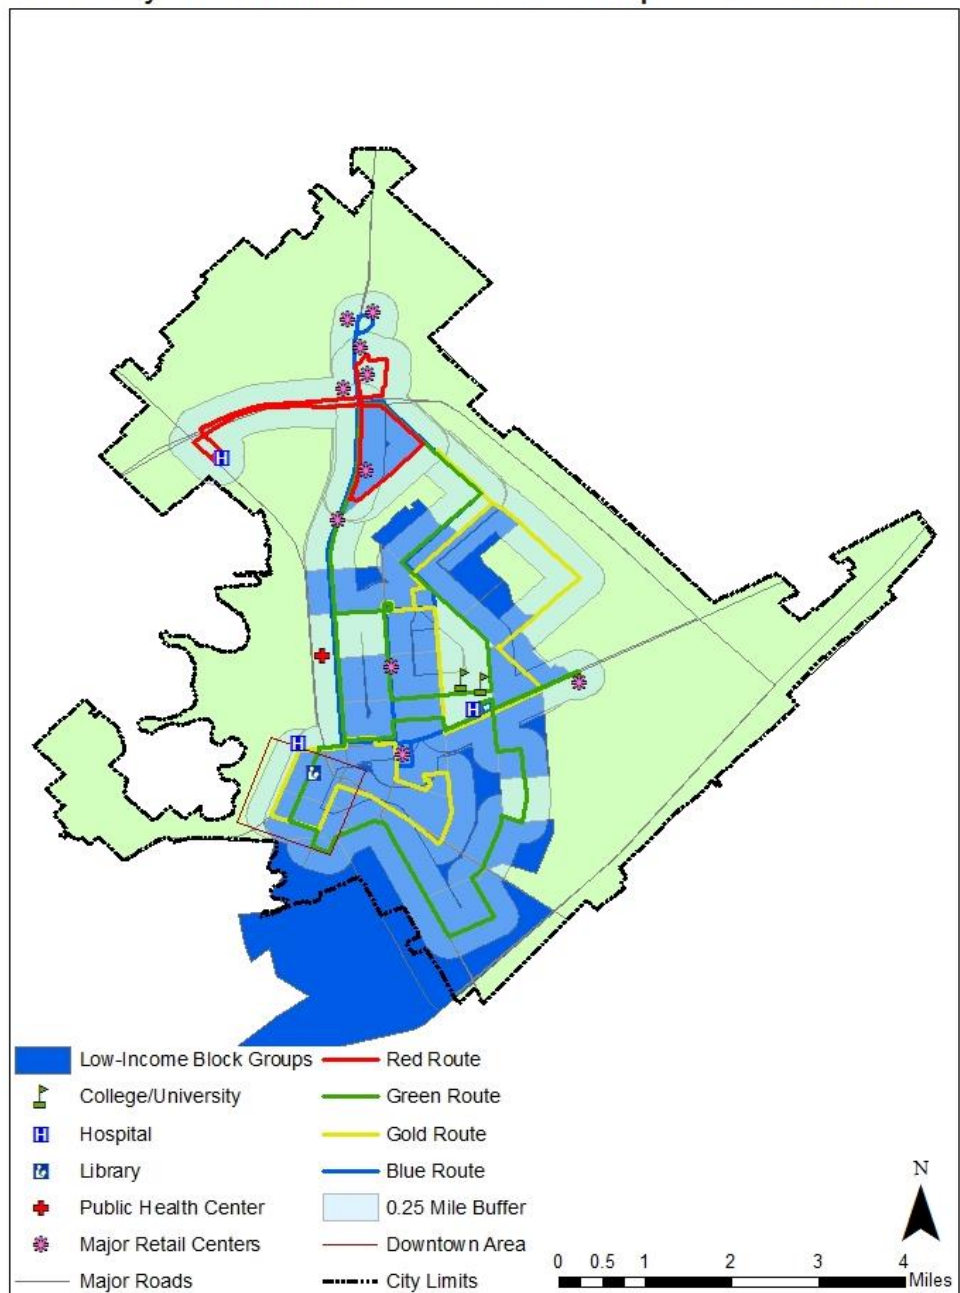 Low-Income Block Groups
Red Route
College/University
Green Route
Hospital
Gold Route
Library
Blue Route
Public Health Center
0.25 Mile Buffer
Major Retail Centers
Downtown Area
Major Roads
City Limits
N
0 0.5 1 2 3 4
Miles
H
H
H
H